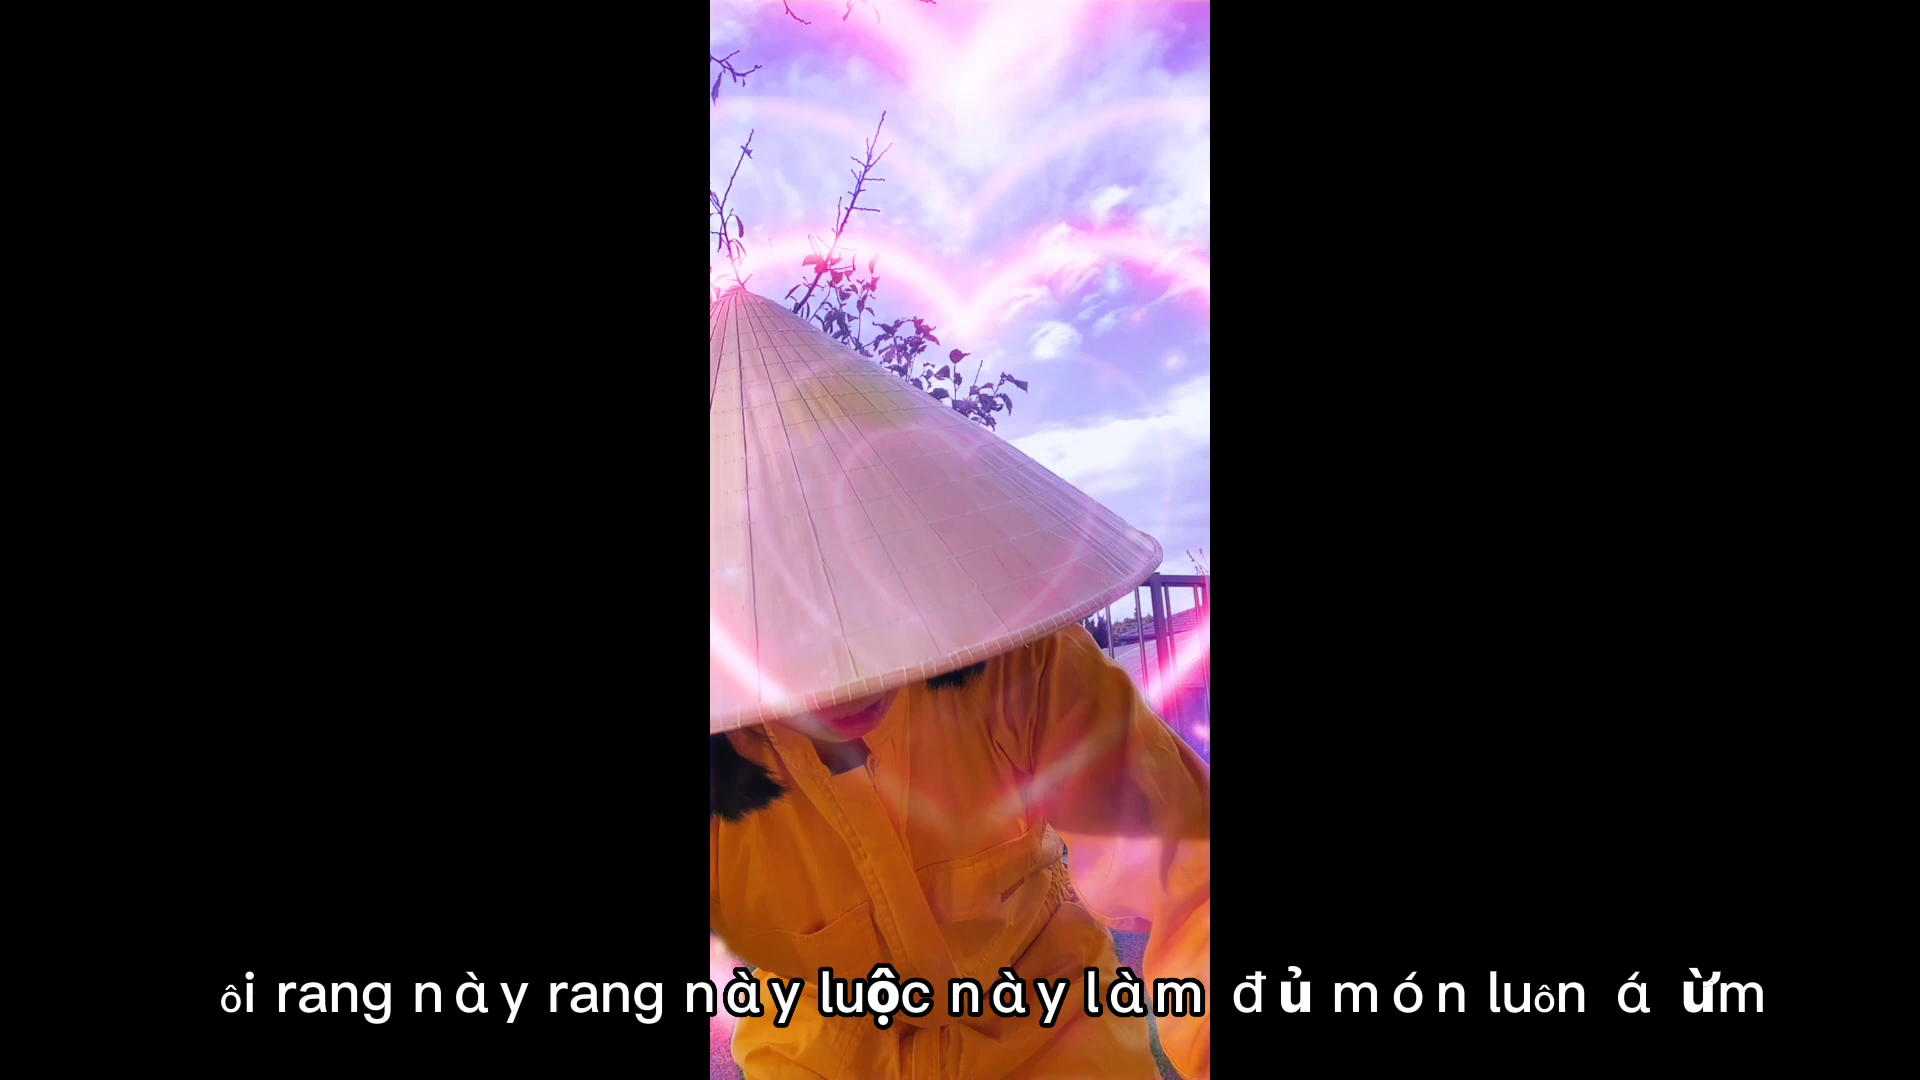 ôi rang này rang này luộc này làm đủ món luôn á ừm